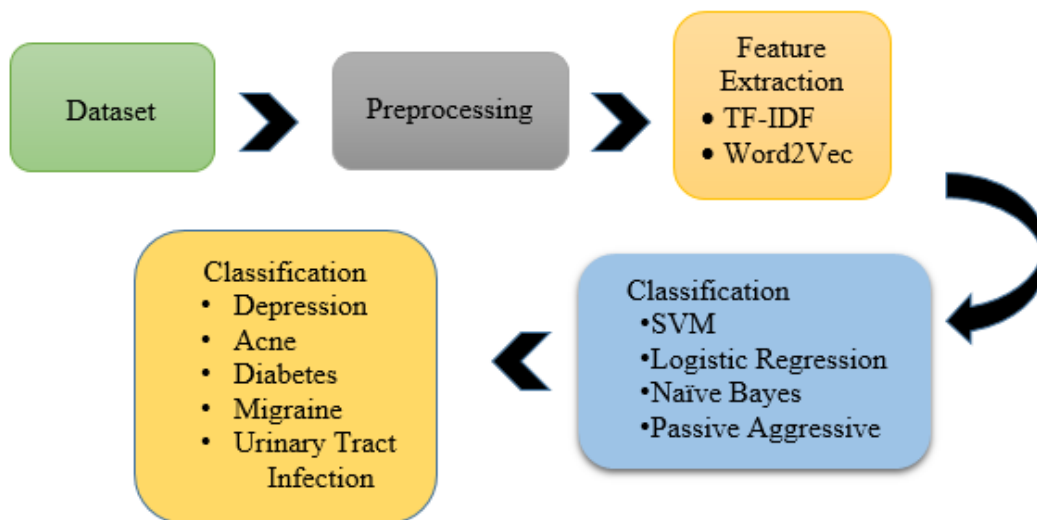 Dataset
Preprocessing
Feature
Extraction
• TF-IDF
• Word2Vec
Classification
•SVM
•Logistic Regression
•Naïve Bayes
•Passive Aggressive
Classification
• Depression
• Acne
• Diabetes
• Migraine
• Urinary Tract
Infection